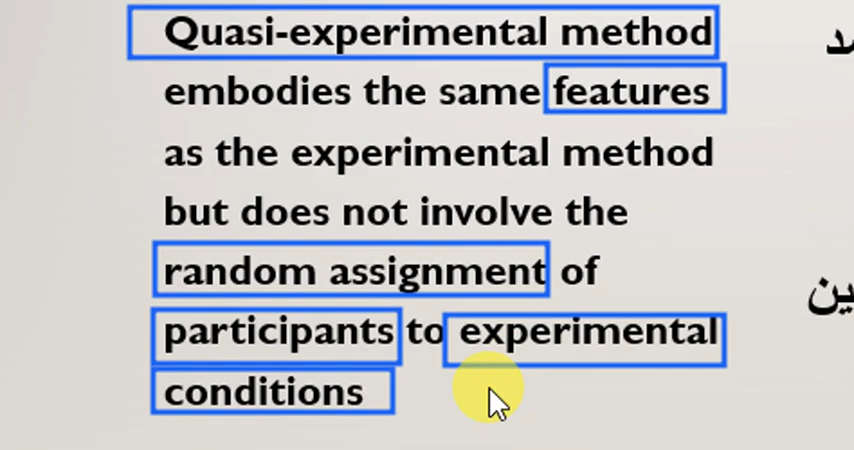 Quasi-experimental method
embodies the same features
as the experimental method
but does not involve the
random assignment of
participants to experimental
conditions